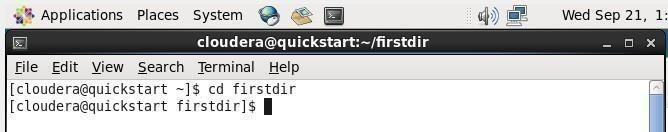 Applications Places System Wed Sep 21, 1:
cloudera@quickstart:~/firstdir
File Edit View Search Terminal Help
[cloudera@quickstart ~]$ cd firstdir
[cloudera@quickstart firstdir]$